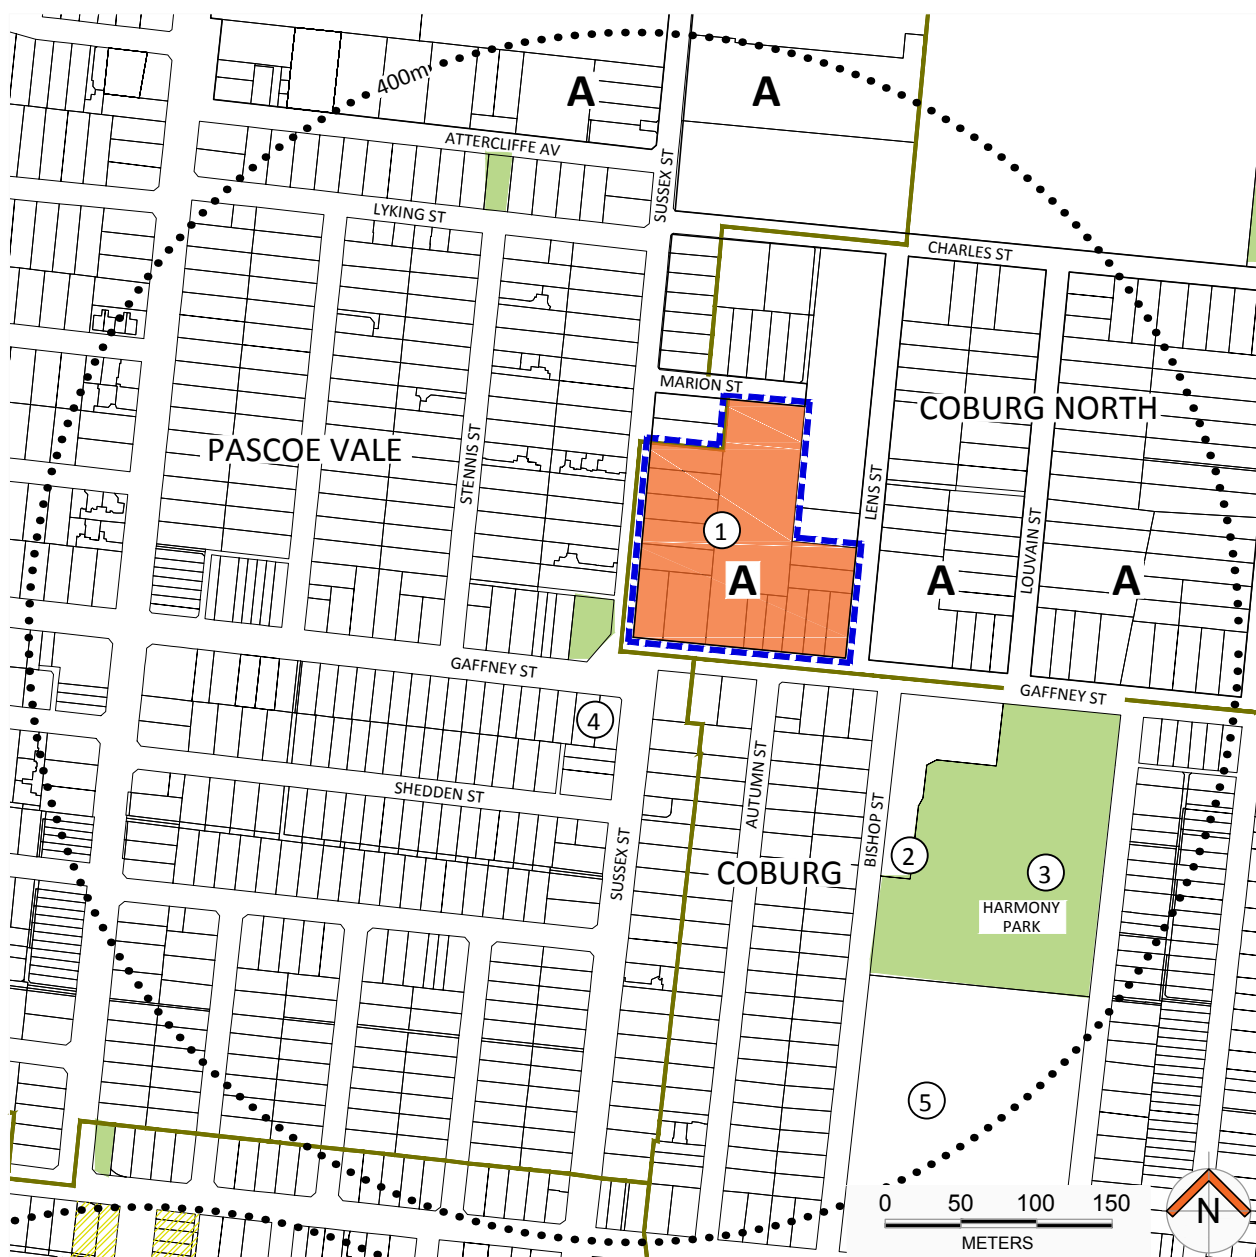 400m
A
A
ATTERCLIFFE AV
SUSSEX ST
LYKING ST
CHARLES ST
MARION ST
COBURG NORTH
PASCOE VALE
STENNIS ST
LENS ST
LOUVAIN ST
1
A
A
A
GAFFNEY ST
GAFFNEY ST
4
AUTUMN ST
SHEDDEN ST
BISHOP ST
SUSSEX ST
COBURG
2
3
HARMONY
PARK
5
0 50 100 150
METERS
N